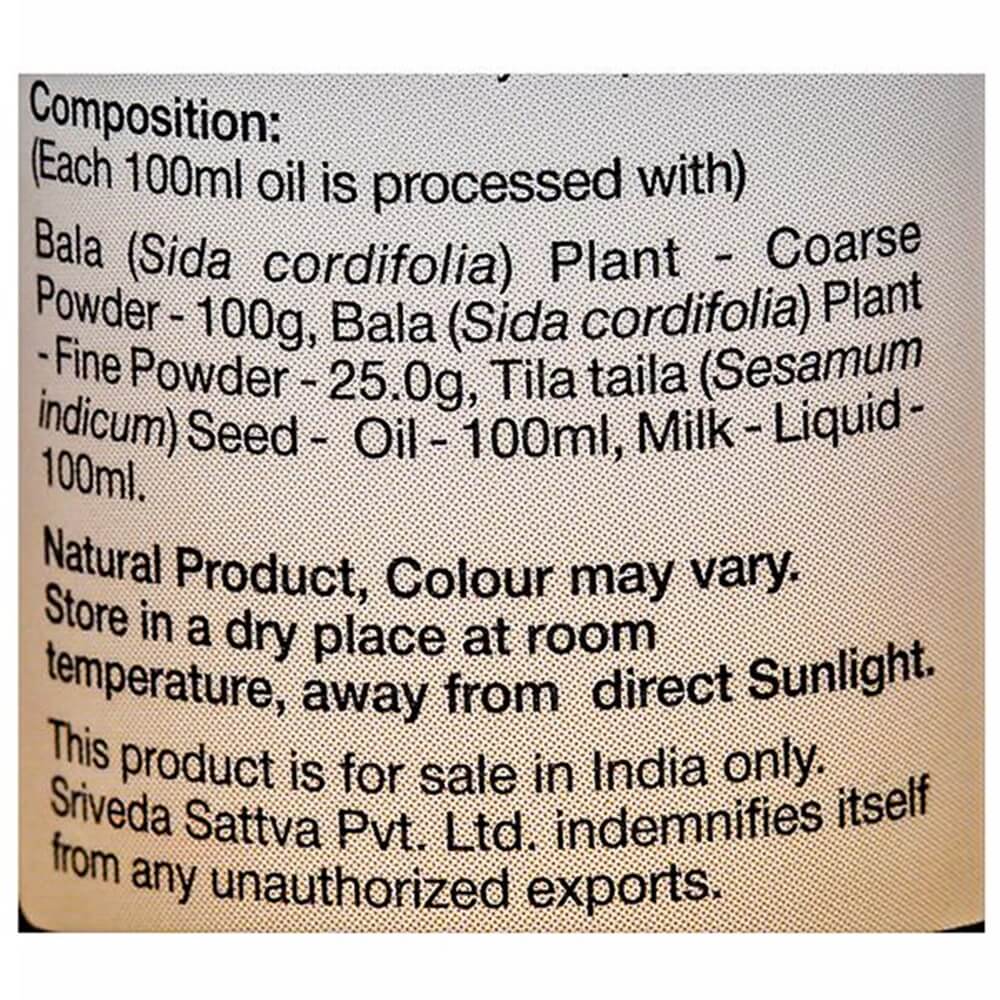 Composition:
(Each 100ml oil is processed with)
Bala (Sida cordifolia) Plant - Coarse
Powder - 100g, Bala (Sida cordifolia) Plant
- Fine Powder - 25.0g, Tila taila (Sesamum
indicum) Seed - Oil - 100ml, Milk - Liquid -
100ml.
Natural Product, Colour may vary.
Store in a dry place at room
temperature, away from direct Sunlight.
This product is for sale in India only.
Sriveda Sattva Pvt. Ltd. indemnifies itself
from any unauthorized exports.